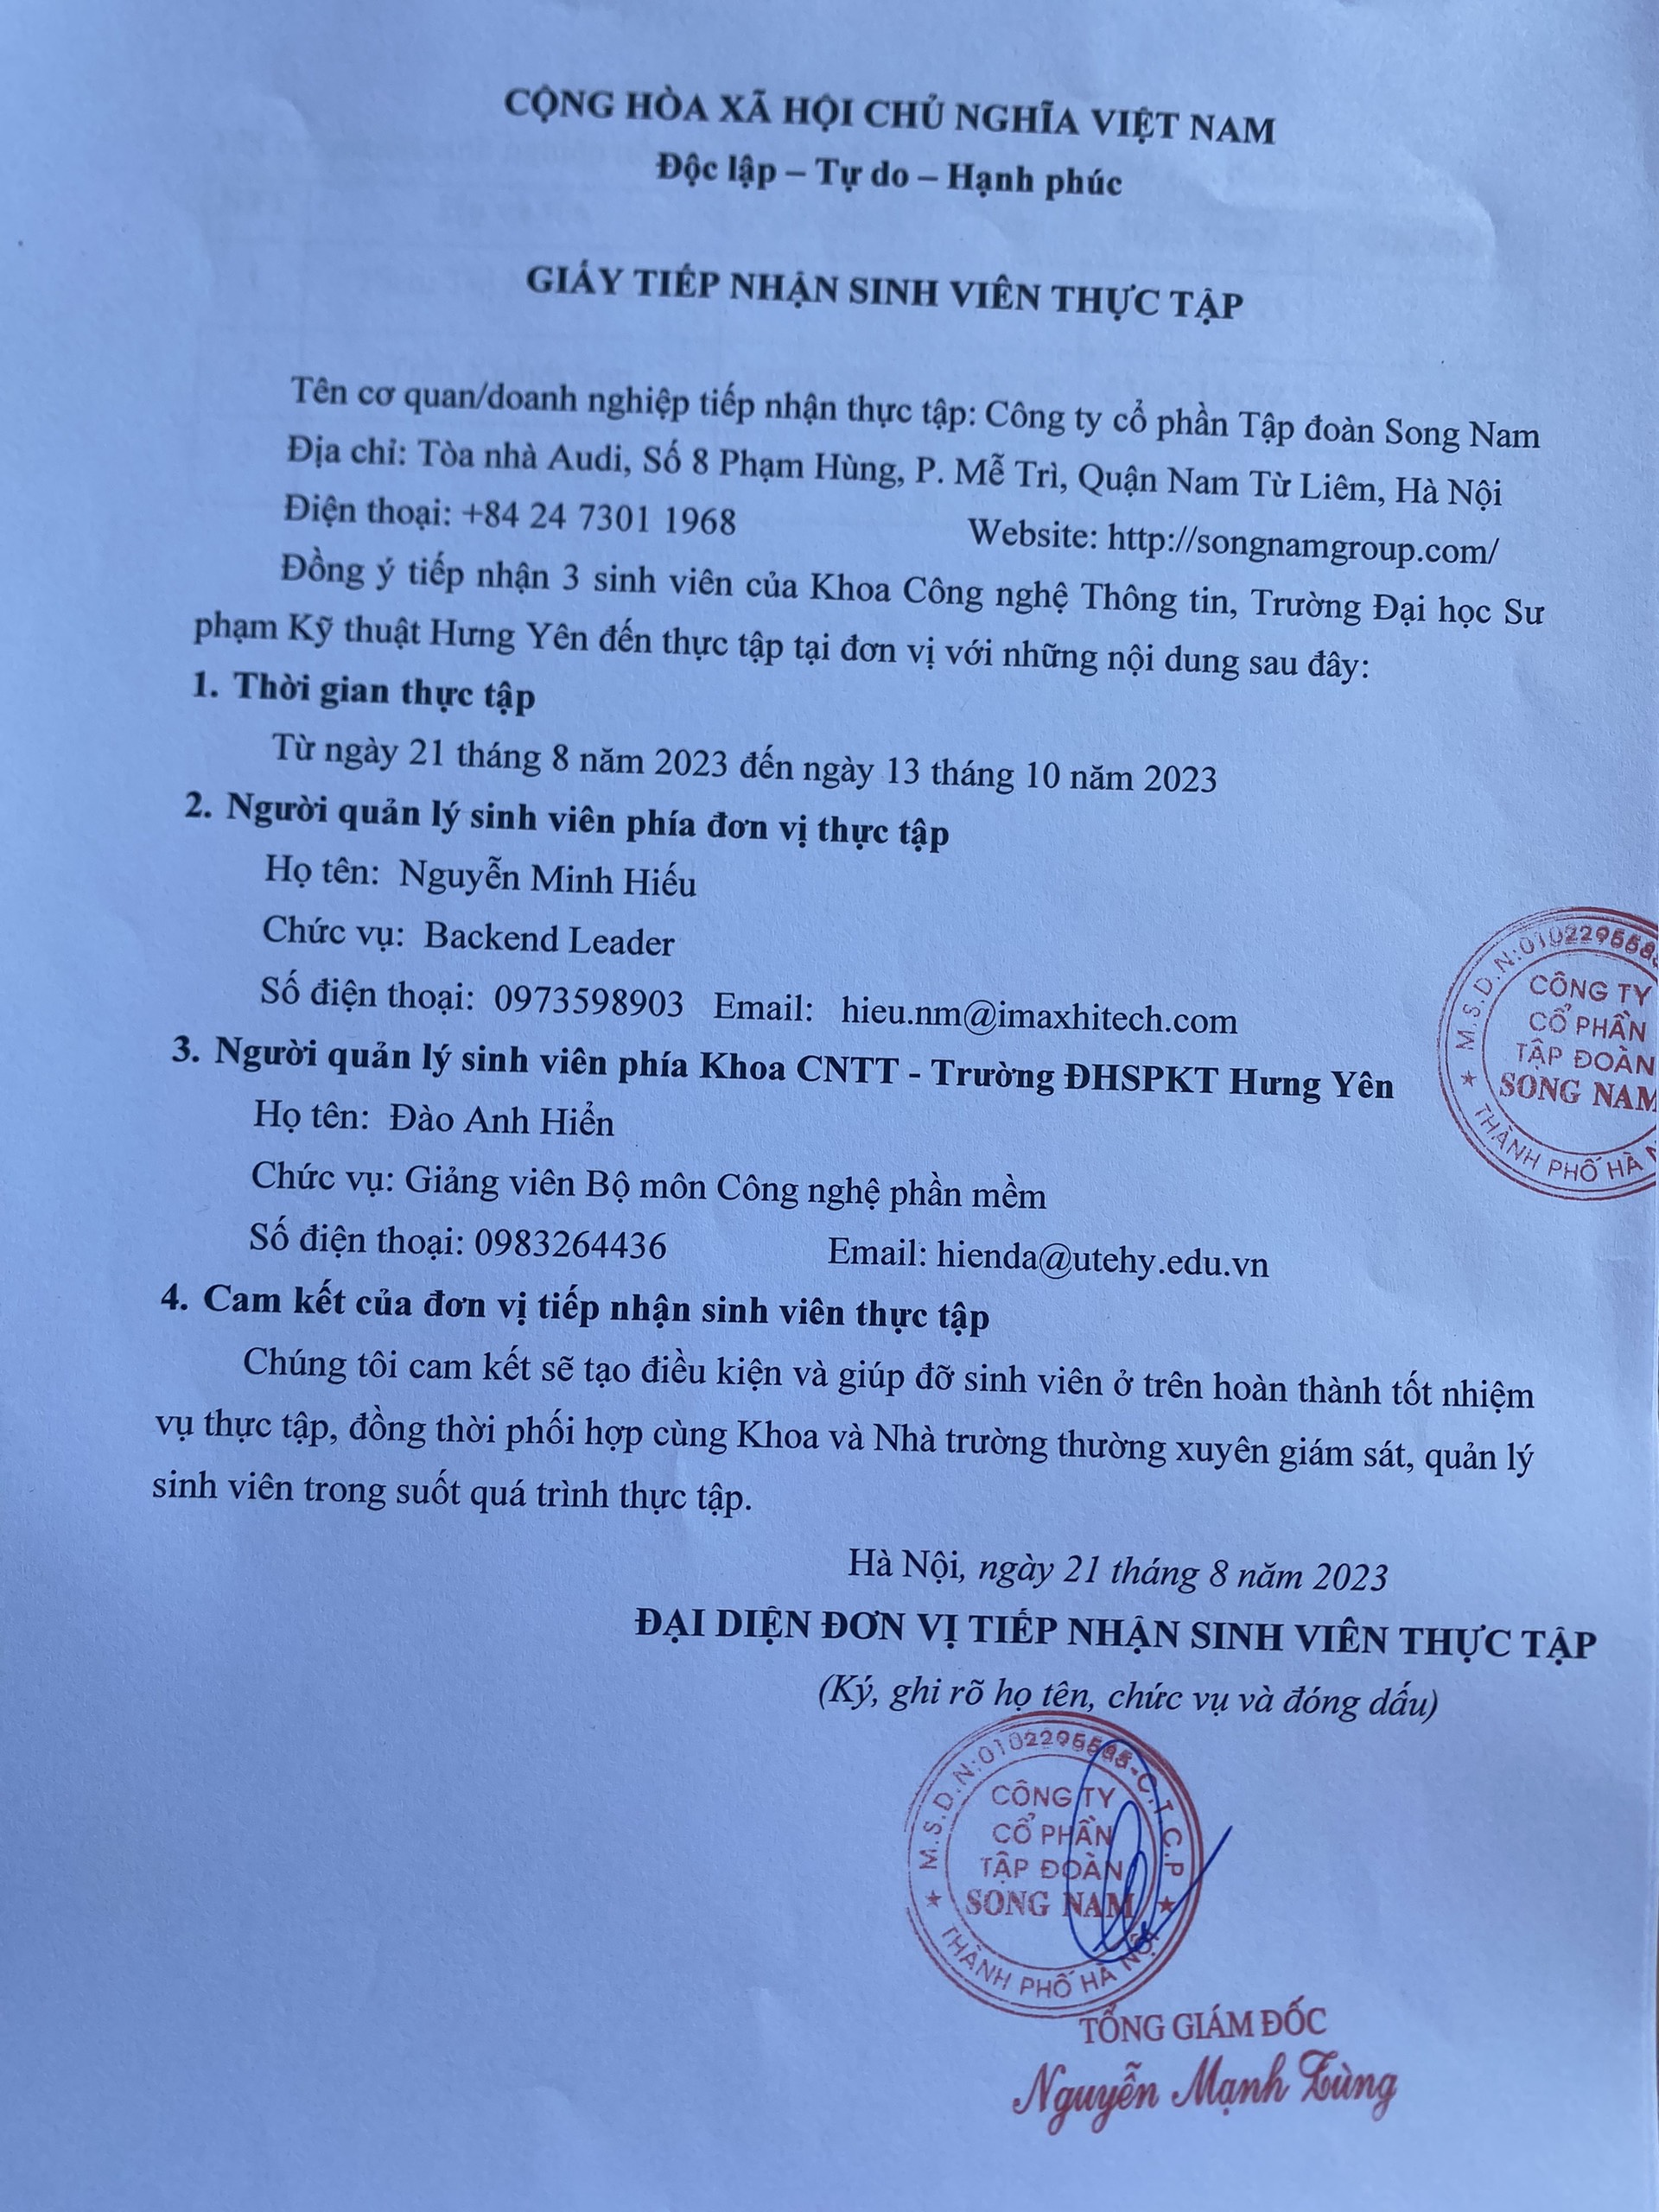 CỘNG HÒA XÃ HỘI CHỦ NGHĨA VIỆT NAM
Độc lập – Tự do – Hạnh phúc
GIẤY TIẾP NHẬN SINH VIÊN THỰC TẬP
Tên cơ quan/doanh nghiệp tiếp nhận thực tập: Công ty cổ phần Tập đoàn Song Nam
Địa chỉ: Tòa nhà Audi, Số 8 Phạm Hùng, P. Mễ Trì, Quận Nam Từ Liêm, Hà Nội
Điện thoại: +84 24 7301 1968 Website: http://songnamgroup.com/
Đồng ý tiếp nhận 3 sinh viên của Khoa Công nghệ Thông tin, Trường Đại học Sư
phạm Kỹ thuật Hưng Yên đến thực tập tại đơn vị với những nội dung sau đây:
1. Thời gian thực tập
Từ ngày 21 tháng 8 năm 2023 đến ngày 13 tháng 10 năm 2023
2. Người quản lý sinh viên phía đơn vị thực tập
Họ tên: Nguyễn Minh Hiếu
Chức vụ: Backend Leader
Số điện thoại: 0973598903 Email: hieu.nm@imaxhitech.com
3. Người quản lý sinh viên phía Khoa CNTT - Trường ĐHSPKT Hưng Yên
Họ tên: Đào Anh Hiển
Chức vụ: Giảng viên Bộ môn Công nghệ phần mềm
Số điện thoại: 0983264436 Email: hienda@utehy.edu.vn
4. Cam kết của đơn vị tiếp nhận sinh viên thực tập
Chúng tôi cam kết sẽ tạo điều kiện và giúp đỡ sinh viên ở trên hoàn thành tốt nhiệm
vụ thực tập, đồng thời phối hợp cùng Khoa và Nhà trường thường xuyên giám sát, quản lý
sinh viên trong suốt quá trình thực tập.
CÔNG TY
CỔ PHẦN
TẬP ĐOÀN
SONG NAM
THÀNH PHỐ HÀ
Hà Nội, ngày 21 tháng 8 năm 2023
ĐẠI DIỆN ĐƠN VỊ TIẾP NHẬN SINH VIÊN THỰC TẬP
(Ký, ghi rõ họ tên, chức vụ và đóng dấu)
CÔNG TY
CỔ PHẦN
TẬP ĐOÀN
SONG NAM
THÀNH PHỐ HÀ NỘI
TỔNG GIÁM ĐỐC
Nguyễn Mạnh Hùng